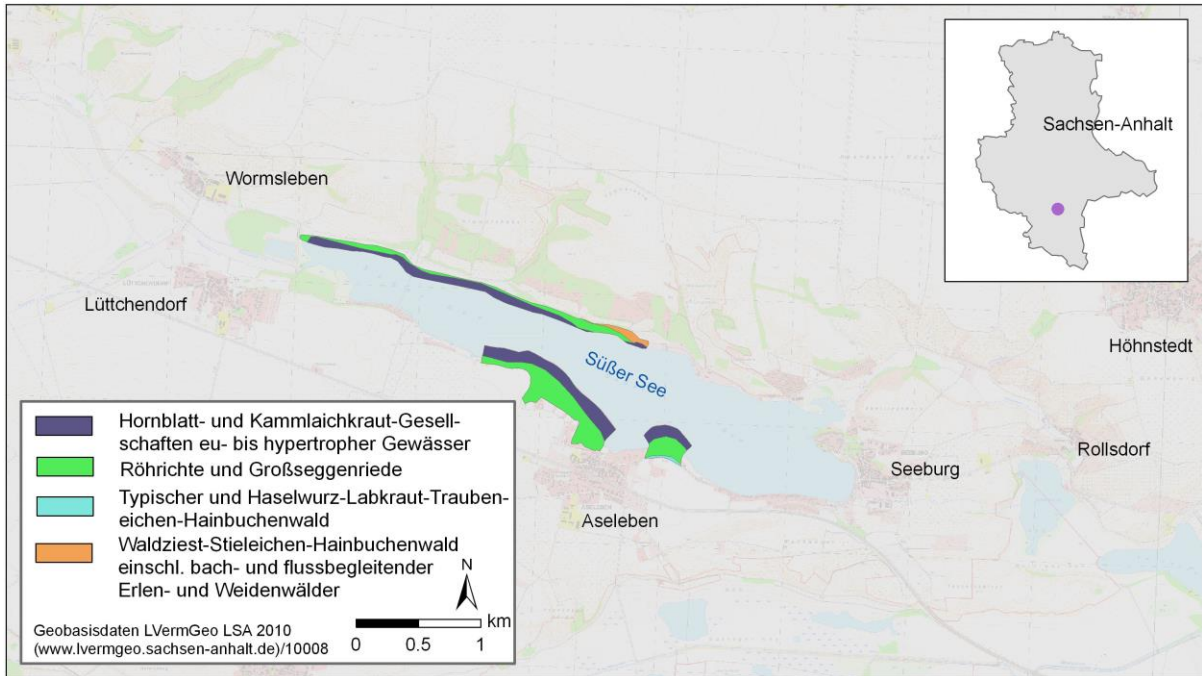 Sachsen-Anhalt
Wormsleben
Lüttchendorf
Höhnstedt
Süßer See
Rollsdorf
Seeburg
Aseleben
Hornblatt- und Kammlaichkraut-Gesell-
schaften eu- bis hypertropher Gewässer
Röhrichte und Großseggenriede
Typischer und Haselwurz-Labkraut-Trauben-
eichen-Hainbuchenwald
Waldziest-Stieleichen-Hainbuchenwald
einschl. bach- und flussbegleitender
Erlen- und Weidenwälder
N
km
Geobasisdaten LVermGeo LSA 2010
(www.lvermgeo.sachsen-anhalt.de)/10008
0 0.5 1